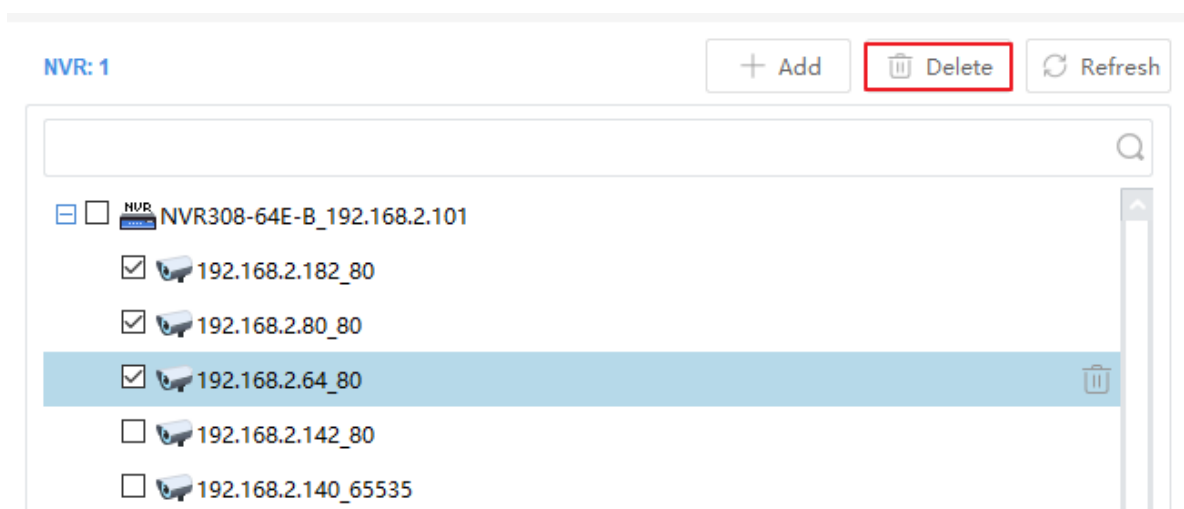 NVR: 1
Add
Delete
Refresh
NVR
NVR308-64E-B_192.168.2.101
192.168.2.182_80
192.168.2.80_80
192.168.2.64_80
192.168.2.142_80
192.168.2.140_65535